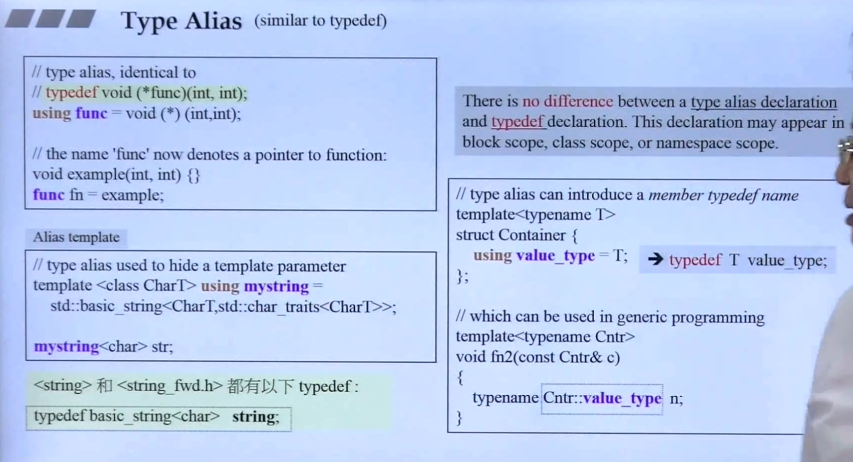 Type Alias (similar to typedef)
// type alias, identical to
// typedef void (*func)(int, int);
using func = void (*) (int,int);
// the name 'func' now denotes a pointer to function:
void example(int, int) {}
func fn = example;
Alias template
// type alias used to hide a template parameter
template <class CharT> using mystring =
std::basic_string<CharT,std::char_traits<CharT>>;
mystring<char> str;
<string> 和 <string_fwd.h> 都有以下 typedef :
typedef basic_string<char> string;
There is no difference between a type alias declaration
and typedef declaration. This declaration may appear in
block scope, class scope, or namespace scope.
// type alias can introduce a member typedef name
template<typename T>
struct Container {
using value_type = T; ➔ typedef T value_type;
};
// which can be used in generic programming
template<typename Cntr>
void fn2(const Cntr& c)
{
typename Cntr::value_type n;
}